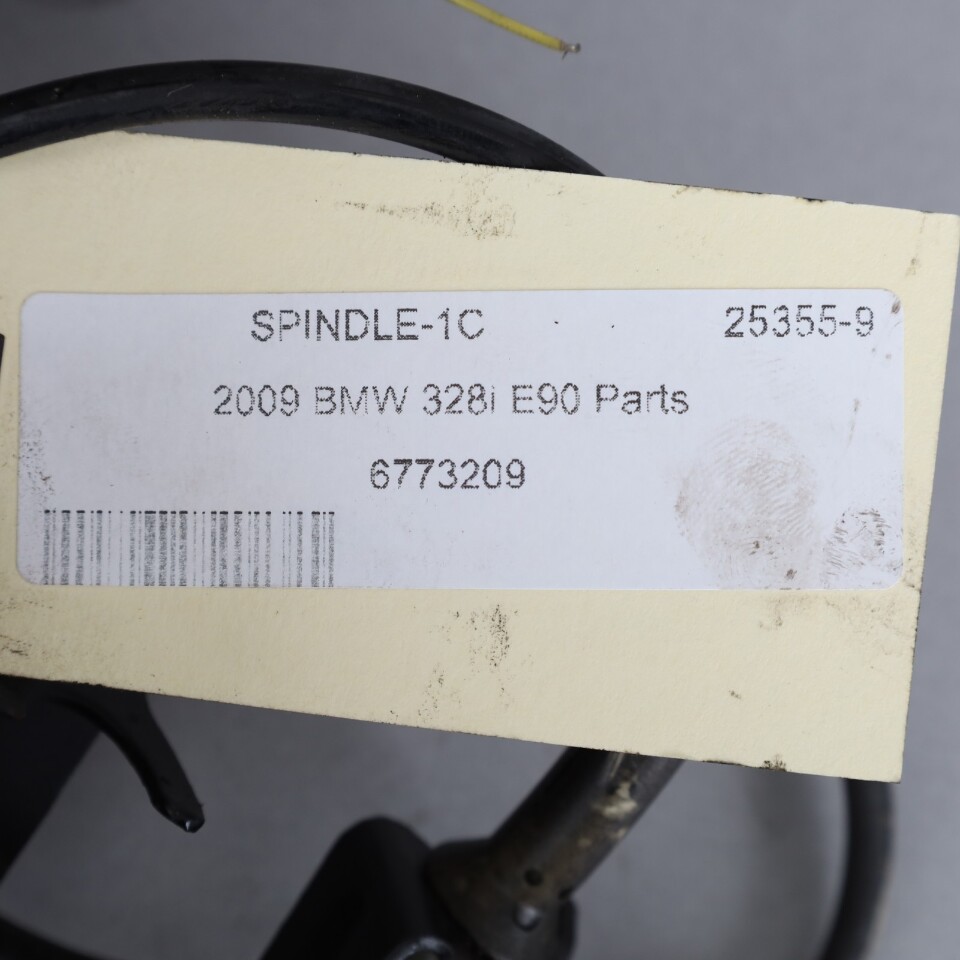 SPINDLE-1C 25355-9
2009 BMW 328i E90 Parts
6773209